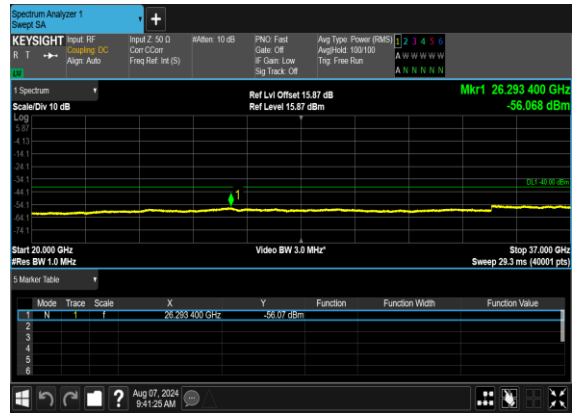 Spectrum Analyzer 1
Swept SA
+
KEYSIGHT Input: RF Input Z: 50 Ω #Atten: 10 dB PNO: Fast Avg Type: Power (RMS) 1 2 3 4 5 6
R T Coupling: DC Corr CCorr Gate: Off Avg|Hold: 100/100 A W W W W W
Align: Auto Freq Ref: Int (S) IF Gain: Low Trig: Free Run
Sig Track: Off A N N N N N
1 Spectrum Ref Lvl Offset 15.87 dB Mkr1 26.293 400 GHz
Scale/Div 10 dB Ref Level 15.87 dBm -56.068 dBm
Log
5.87
-4.13
-14.1
-24.1
-34.1
DL1 -40.00 dBm
-44.1
1
-54.1
-64.1
-74.1
Start 20.000 GHz Video BW 3.0 MHz* Stop 37.000 GHz
#Res BW 1.0 MHz Sweep 29.3 ms (40001 pts)
5 Marker Table
Mode Trace Scale X Y Function Function Width Function Value
1 N 1 f 26.293 400 GHz -56.07 dBm
2
3
4
5
6
? Aug 07, 2024
9:41:25 AM